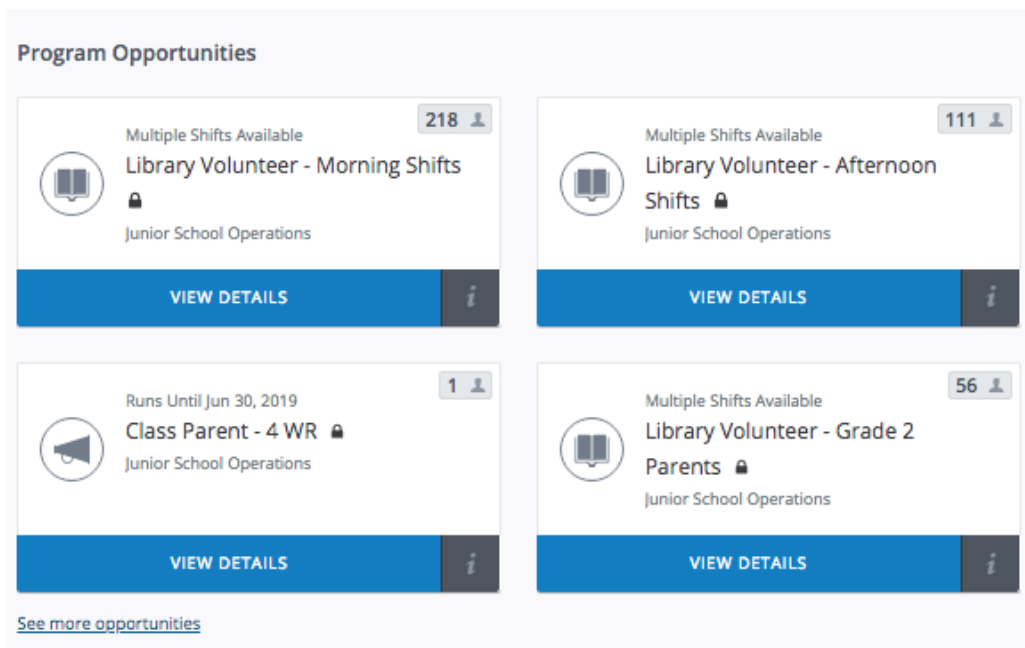 Program Opportunities
218
Multiple Shifts Available
Library Volunteer - Morning Shifts
Junior School Operations
VIEW DETAILS
i
111
Multiple Shifts Available
Library Volunteer - Afternoon
Shifts
Junior School Operations
VIEW DETAILS
i
1
Runs Until Jun 30, 2019
Class Parent - 4 WR
Junior School Operations
VIEW DETAILS
i
56
Multiple Shifts Available
Library Volunteer - Grade 2
Parents
Junior School Operations
VIEW DETAILS
i
See more opportunities